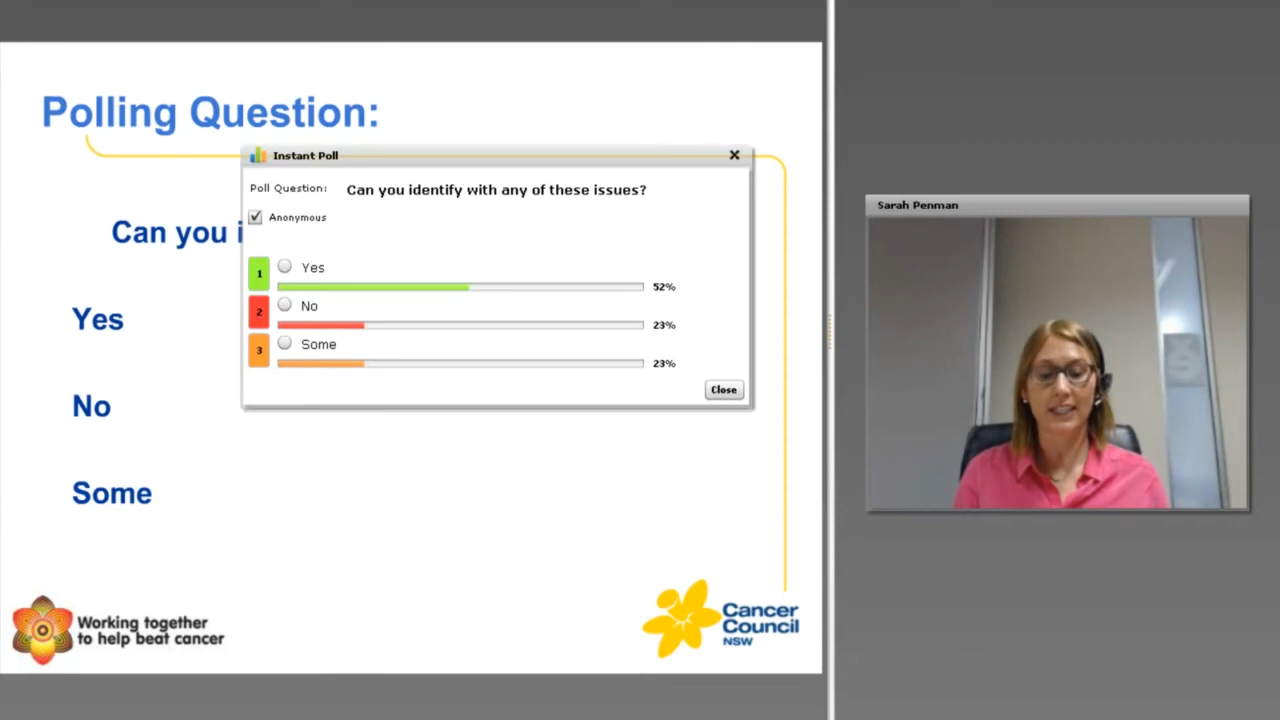 Polling Question:
Instant Poll
Poll Question: Can you identify with any of these issues?
Anonymous
Can you i
1 Yes
52%
2 No
23%
3 Some
23%
Close
Yes
No
Some
Working together
to help beat cancer
Cancer
Council
NSW
Sarah Penman